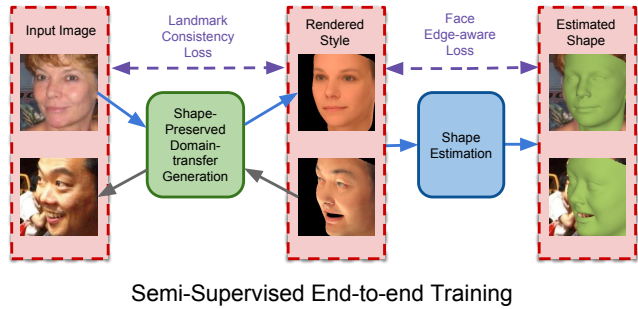 Input Image
Landmark
Consistency
Loss
Rendered
Style
Face
Edge-aware
Loss
Estimated
Shape
Shape-
Preserved
Domain-
transfer
Generation
Shape
Estimation
Semi-Supervised End-to-end Training